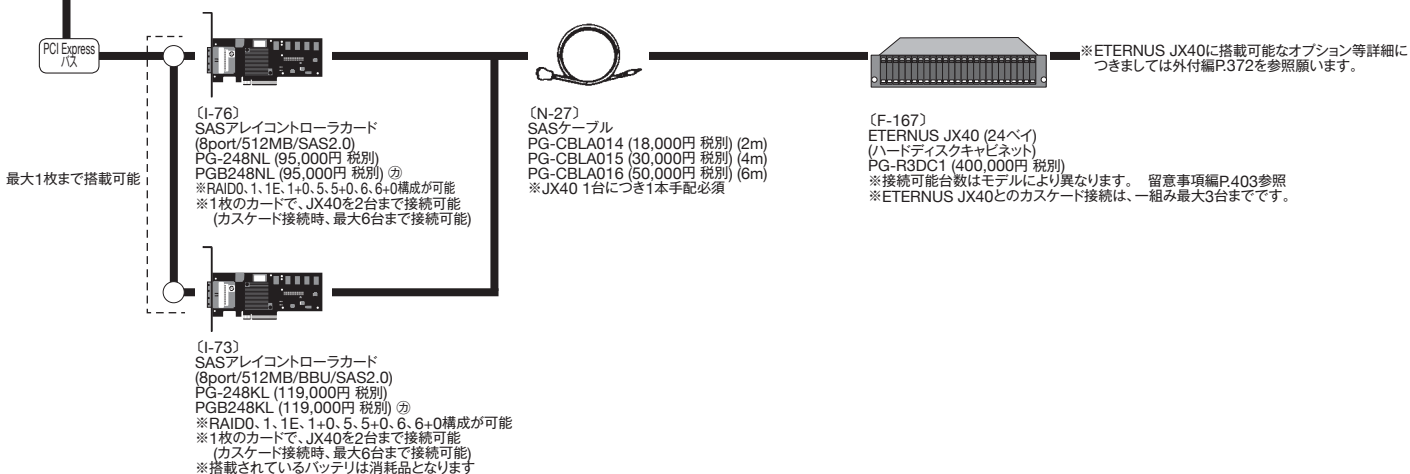 PCI Express
バス
最大1枚まで搭載可能
〔I-76〕
SASアレイコントローラカード
(8port/512MB/SAS2.0)
PG-248NL (95,000円 税別)
PGB248NL (95,000円 税別) ㋕
※RAID0、1、1E、1+0、5、5+0、6、6+0構成が可能
※1枚のカードで、JX40を2台まで接続可能
(カスケード接続時、最大6台まで接続可能)
〔N-27〕
SASケーブル
PG-CBLA014 (18,000円 税別) (2m)
PG-CBLA015 (30,000円 税別) (4m)
PG-CBLA016 (50,000円 税別) (6m)
※JX40 1台につき1本手配必須
〔F-167〕
ETERNUS JX40 (24ベイ)
(ハードディスクキャビネット)
PG-R3DC1 (400,000円 税別)
※接続可能台数はモデルにより異なります。 留意事項編P.403参照
※ETERNUS JX40とのカスケード接続は、一組み最大3台までです。
※ETERNUS JX40に搭載可能なオプション等詳細に
つきましては外付編P.372を参照願います。
〔I-73〕
SASアレイコントローラカード
(8port/512MB/BBU/SAS2.0)
PG-248KL (119,000円 税別)
PGB248KL (119,000円 税別) ㋕
※RAID0、1、1E、1+0、5、5+0、6、6+0構成が可能
※1枚のカードで、JX40を2台まで接続可能
(カスケード接続時、最大6台まで接続可能)
※搭載されているバッテリは消耗品となります